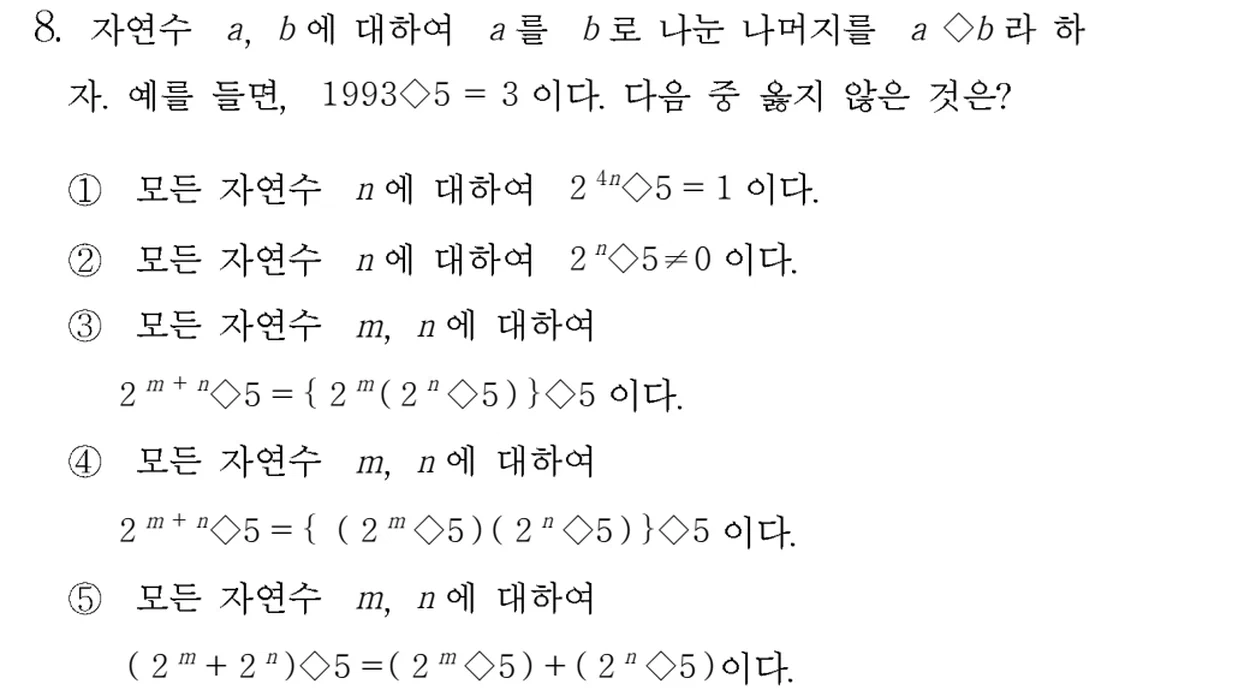 8. 자연수 a, b에 대하여 a를 b로 나눈 나머지를 a ◇b라 하
자. 예를 들면, 1993◇5 = 3 이다. 다음 중 옳지 않은 것은?
① 모든 자연수 n에 대하여 2^{4n}◇5 = 1 이다.
② 모든 자연수 n에 대하여 2^{n}◇5≠0 이다.
③ 모든 자연수 m, n에 대하여
2^{m+n}◇5 = { 2^{m}( 2^{n}◇5 ) }◇5 이다.
④ 모든 자연수 m, n에 대하여
2^{m+n}◇5 = { ( 2^{m}◇5 )( 2^{n}◇5 ) }◇5 이다.
⑤ 모든 자연수 m, n에 대하여
( 2^{m} + 2^{n} )◇5 =( 2^{m}◇5 ) + ( 2^{n}◇5 )이다.